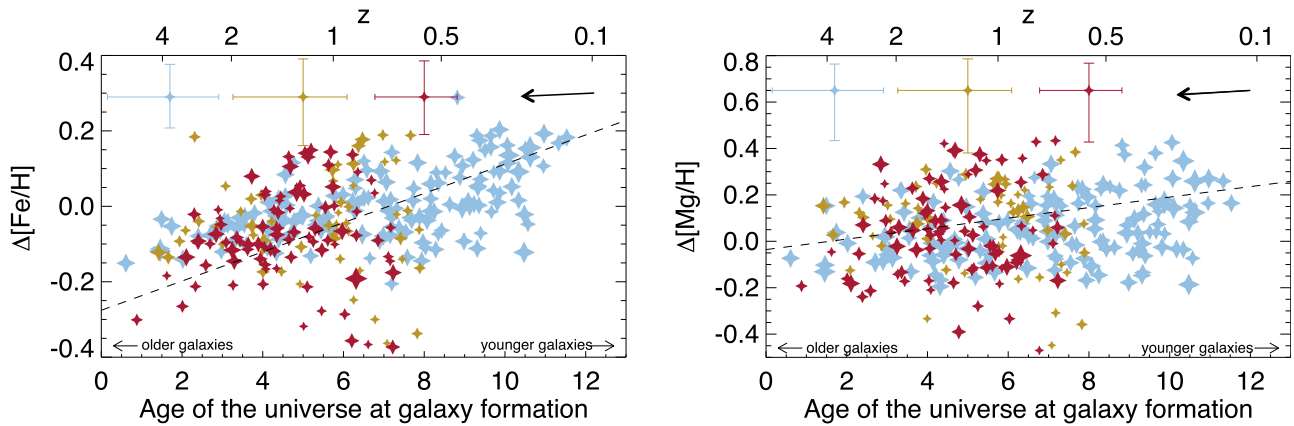 z
4 2 1 0.5 0.1
0.4
0.2
0.0
-0.2
-0.4
Δ[Fe/H]
older galaxies
younger galaxies
0 2 4 6 8 10 12
Age of the universe at galaxy formation
z
4 2 1 0.5 0.1
0.8
0.6
0.4
0.2
0.0
-0.2
-0.4
Δ[Mg/H]
older galaxies
younger galaxies
0 2 4 6 8 10 12
Age of the universe at galaxy formation